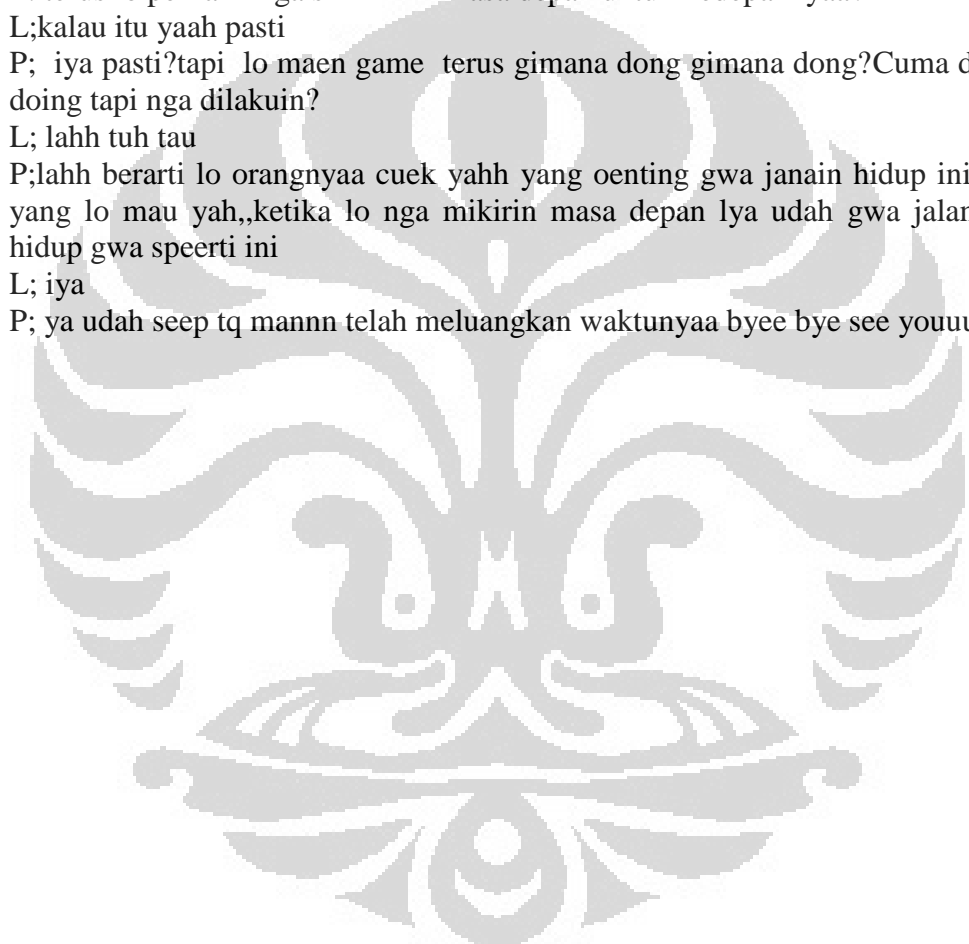 L;kalau itu yaah pasti
P; iya pasti?tapi lo maen game terus gimana dong gimana dong?Cuma
doing tapi nga dilakuin?
L; lahh tuh tau
P;lahh berarti lo orangnyaa cuek yahh yang oenting gwa janain hidup ini
yang lo mau yah,,ketika lo nga mikirin masa depan lya udah gwa jalan
hidup gwa speerti ini
L; iya
P; ya udah seep tq mannn telah meluangkan waktunyaa byee bye see youuu